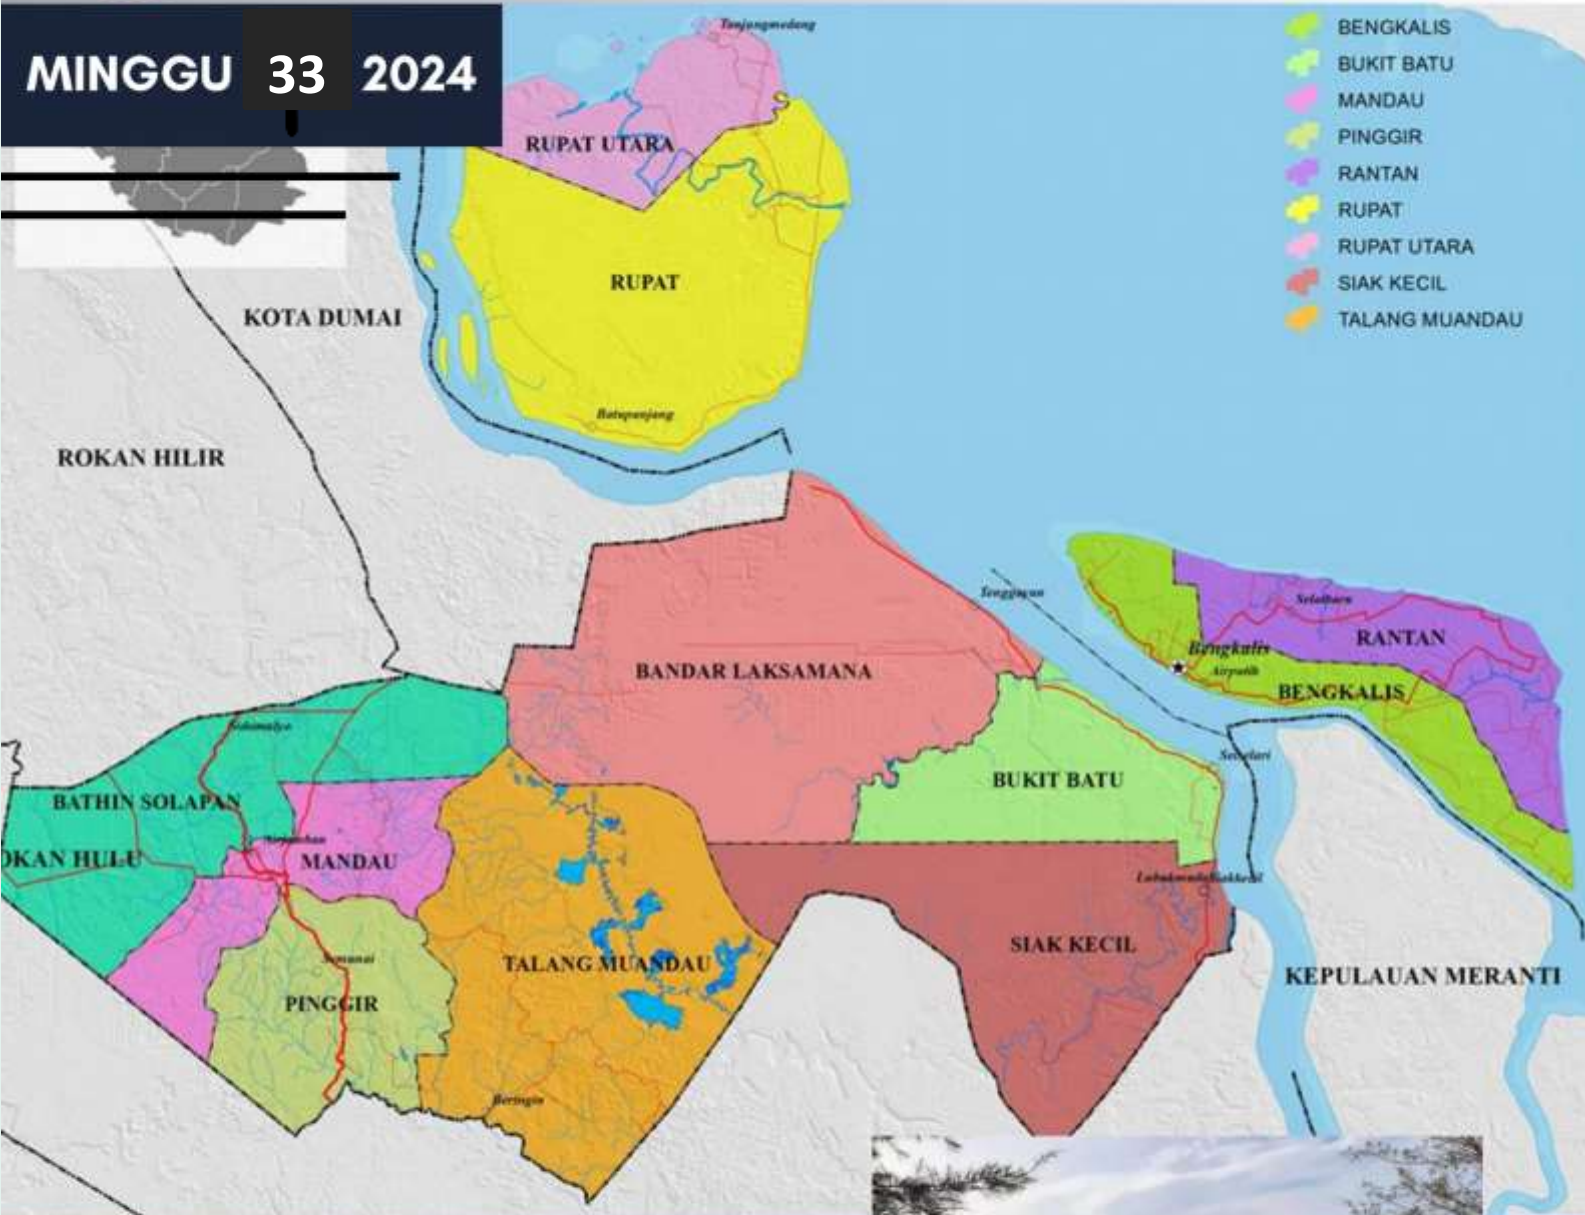 MINGGU 33 2024
BENGKALIS
BUKIT BATU
MANDAU
PINGGIR
RANTAN
RUPAT
RUPAT UTARA
SIAK KECIL
TALANG MUANDAU
Tanjungmedang
RUPAT UTARA
RUPAT
KOTA DUMAI
Batupanjang
ROKAN HILIR
Tenggayun
Selatbaru
RANTAN
Bengkalis
Airputih
BENGKALIS
BANDAR LAKSAMANA
Sidomulyo
BUKIT BATU
BATHIN SOLAPAN
MANDAU
OKAN HULU
SIAK KECIL
TALANG MUANDAU
PINGGIR
KEPULAUAN MERANTI
Beringin